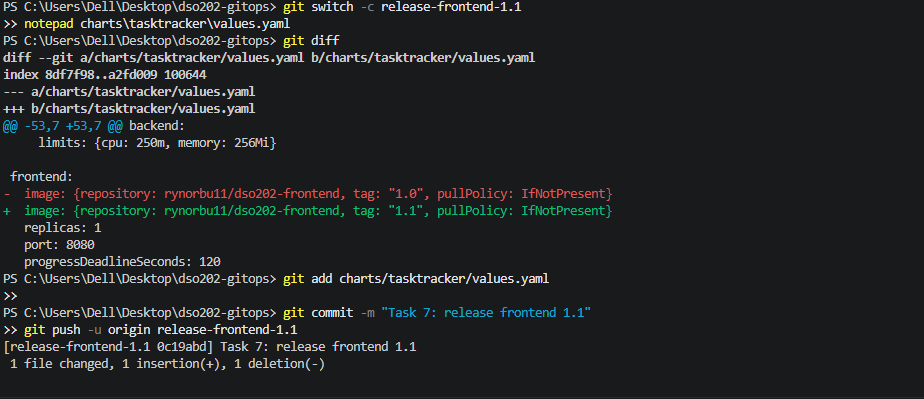 PS C:\Users\Dell\Desktop\dso202-gitops> git switch -c release-frontend-1.1
>> notepad charts\tasktracker\values.yaml
PS C:\Users\Dell\Desktop\dso202-gitops> git diff
diff --git a/charts/tasktracker/values.yaml b/charts/tasktracker/values.yaml
index 8df7f98..a2fd009 100644
--- a/charts/tasktracker/values.yaml
+++ b/charts/tasktracker/values.yaml
@@ -53,7 +53,7 @@ backend:
     limits: {cpu: 250m, memory: 256Mi}
 frontend:
-  image: {repository: rynorbu11/dso202-frontend, tag: "1.0", pullPolicy: IfNotPresent}
+  image: {repository: rynorbu11/dso202-frontend, tag: "1.1", pullPolicy: IfNotPresent}
   replicas: 1
   port: 8080
   progressDeadlineSeconds: 120
PS C:\Users\Dell\Desktop\dso202-gitops> git add charts/tasktracker/values.yaml
>>
PS C:\Users\Dell\Desktop\dso202-gitops> git commit -m "Task 7: release frontend 1.1"
>> git push -u origin release-frontend-1.1
[release-frontend-1.1 0c19abd] Task 7: release frontend 1.1
 1 file changed, 1 insertion(+), 1 deletion(-)